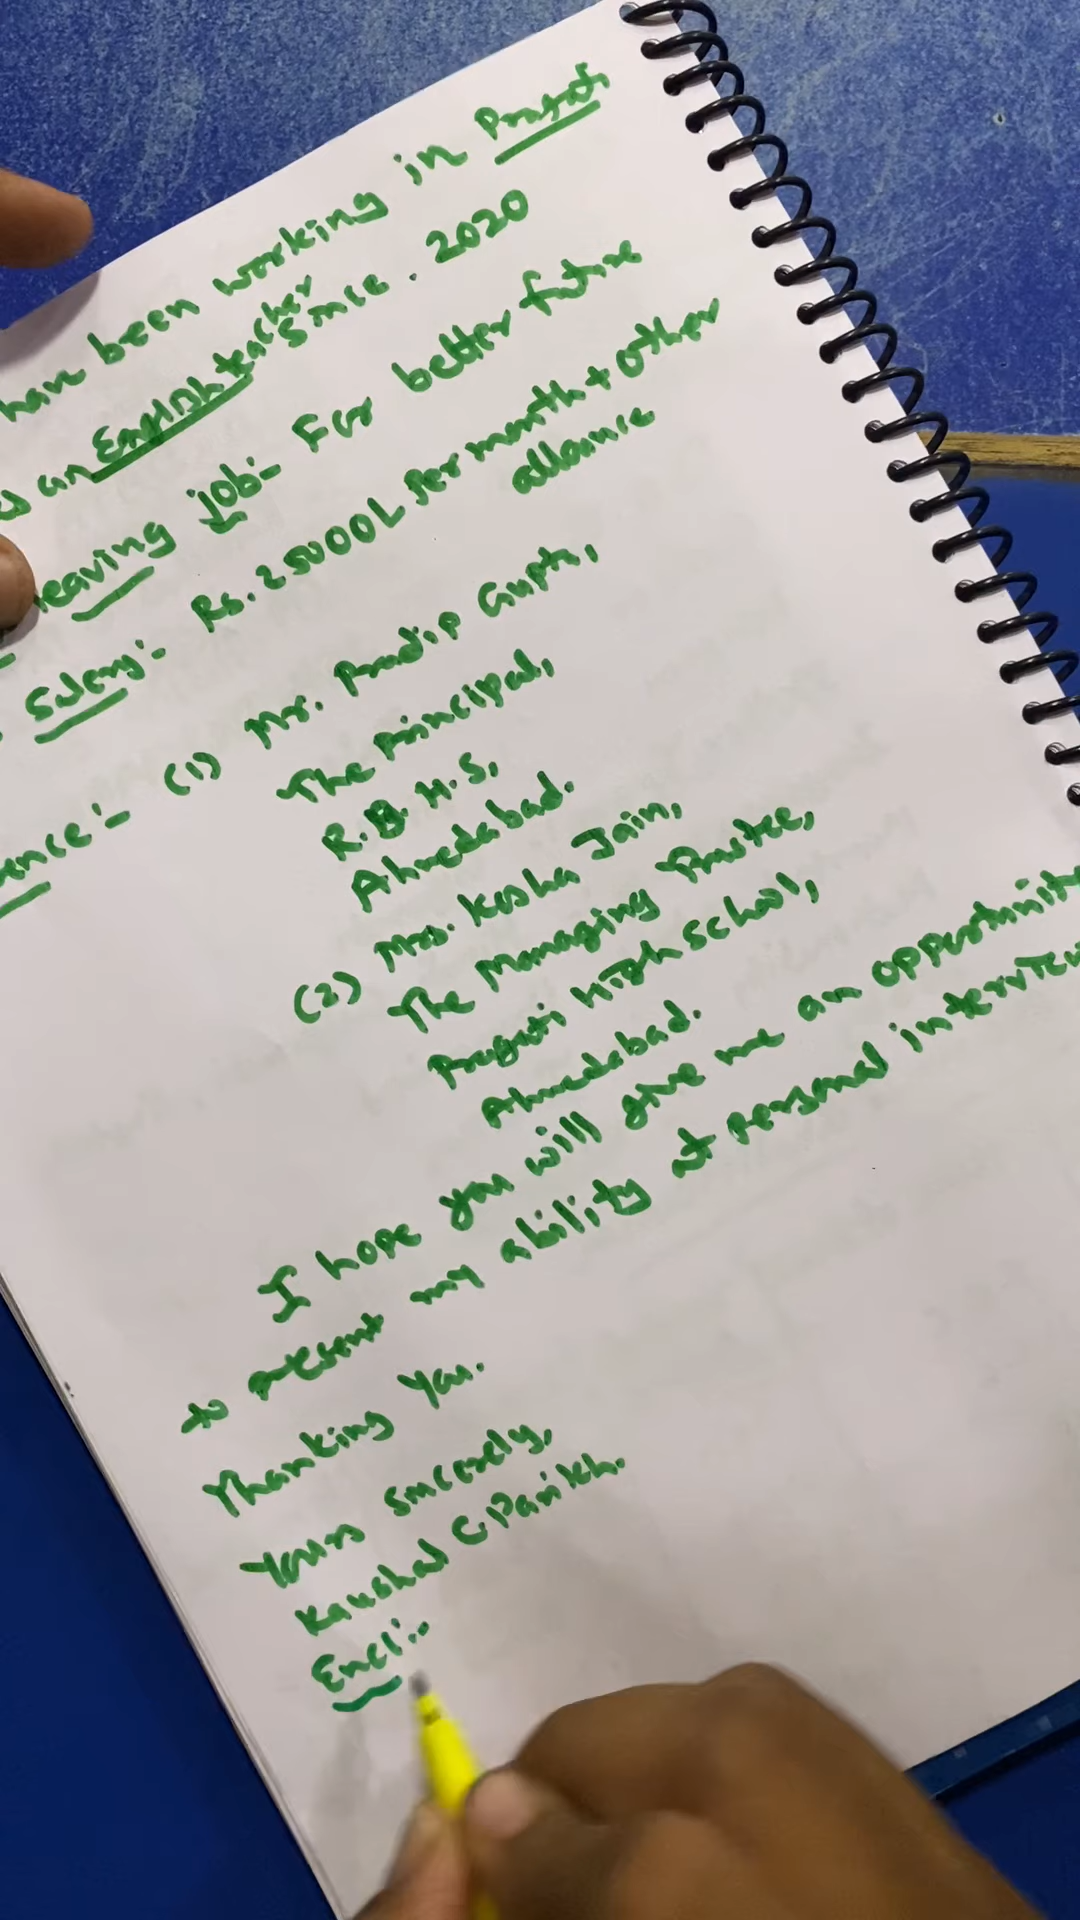 have been working in Pragati
as an English teacher since. 2020
leaving job:- For better future
Salary:- Rs. 25000/- per month + other
allowance
ence:- (1) Mr. Pradip Gupta,
The Principal,
R.B.H.S,
Ahmedabad.
(2) Mrs. Kosha Jain,
The Managing Trustee,
Pragati High School,
Ahmedabad.
I hope you will give me an opportunity
to present my ability at personal interview
Thanking You.
Yours sincerely,
Kaushal C Parikh.
Encl:-